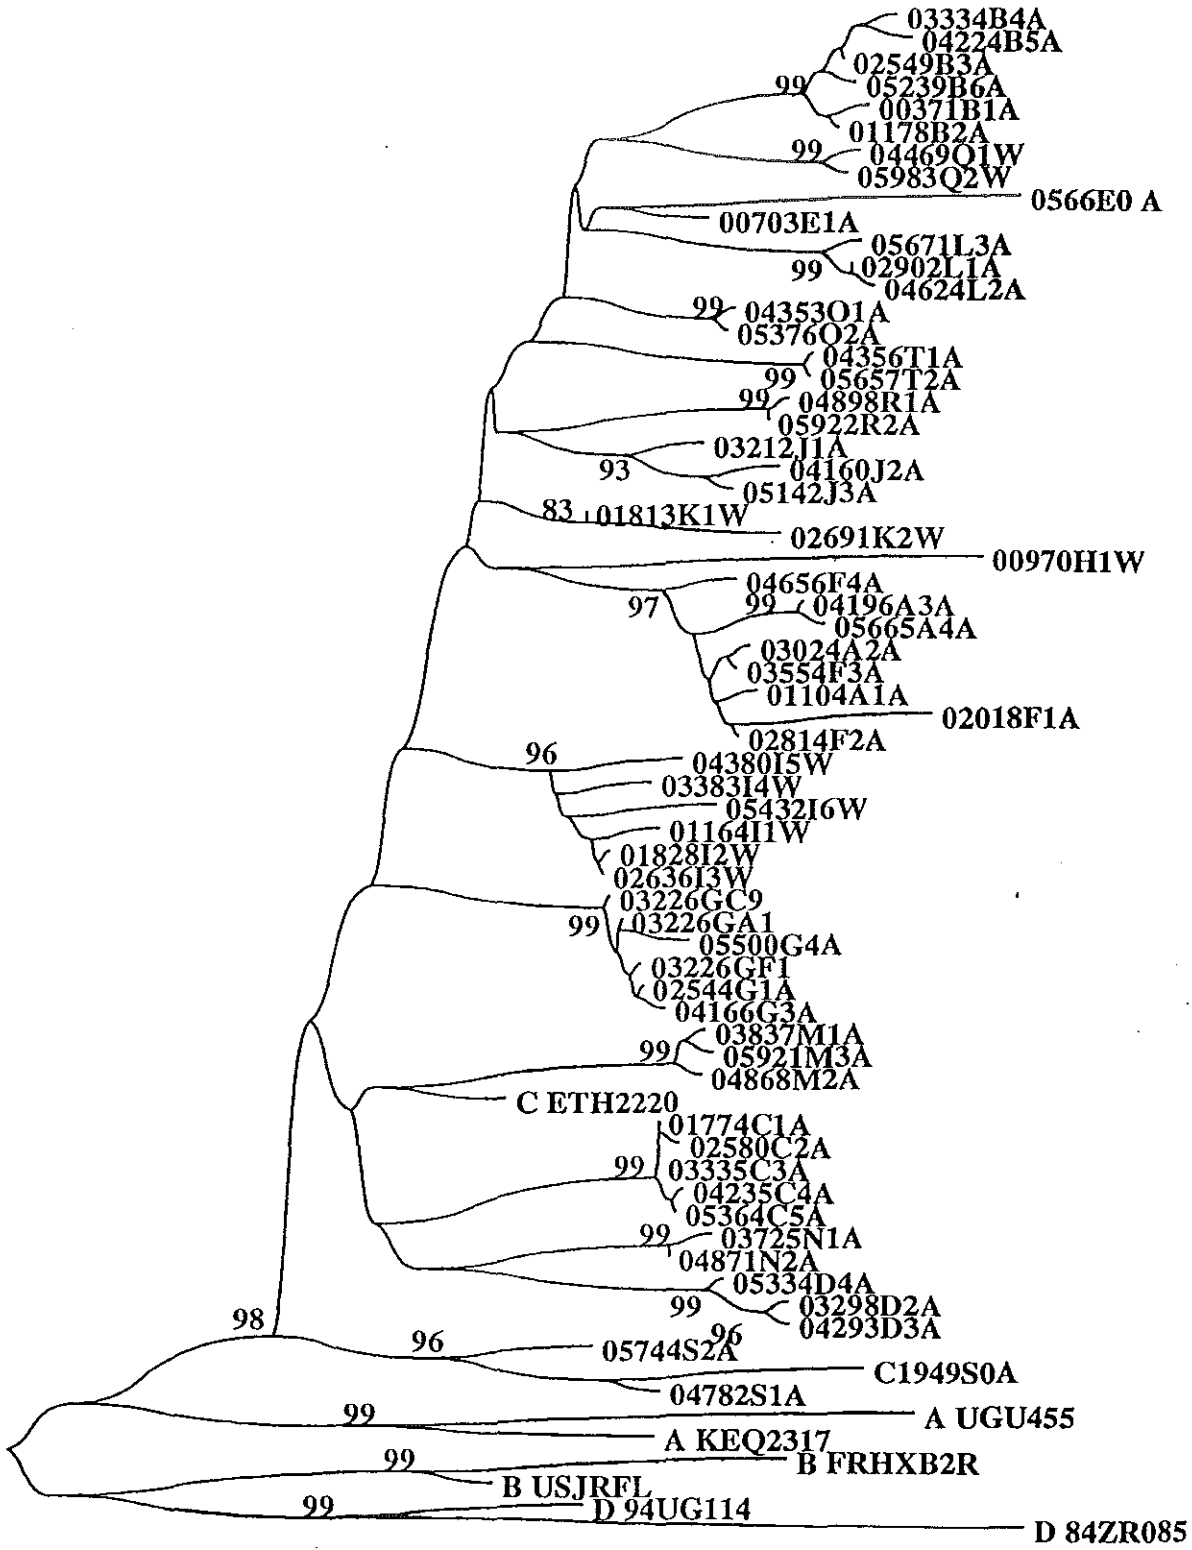 03334B4A
04224B5A
02549B3A
99
05239B6A
00371B1A
01178B2A
99
04469Q1W
05983Q2W
0566E0 A
00703E1A
05671L3A
99
02902L1A
04624L2A
99
04353O1A
05376O2A
04356T1A
99
05657T2A
99
04898R1A
05922R2A
03212J1A
93
04160J2A
05142J3A
83
01813K1W
02691K2W
00970H1W
04656F4A
97
99
04196A3A
05665A4A
03024A2A
03554F3A
01104A1A
02018F1A
02814F2A
96
04380I5W
03383I4W
05432I6W
01164I1W
01828I2W
02636I3W
03226GC9
99
03226GA1
05500G4A
03226GF1
02544G1A
04166G3A
03837M1A
99
05921M3A
04868M2A
C ETH2220
01774C1A
02580C2A
99
03335C3A
04235C4A
05364C5A
99
03725N1A
04871N2A
05334D4A
99
03298D2A
04293D3A
98
96
96
05744S2A
C1949S0A
04782S1A
99
A UGU455
A KEQ2317
99
B FRHXB2R
B USJRFL
99
D 94UG114
D 84ZR085